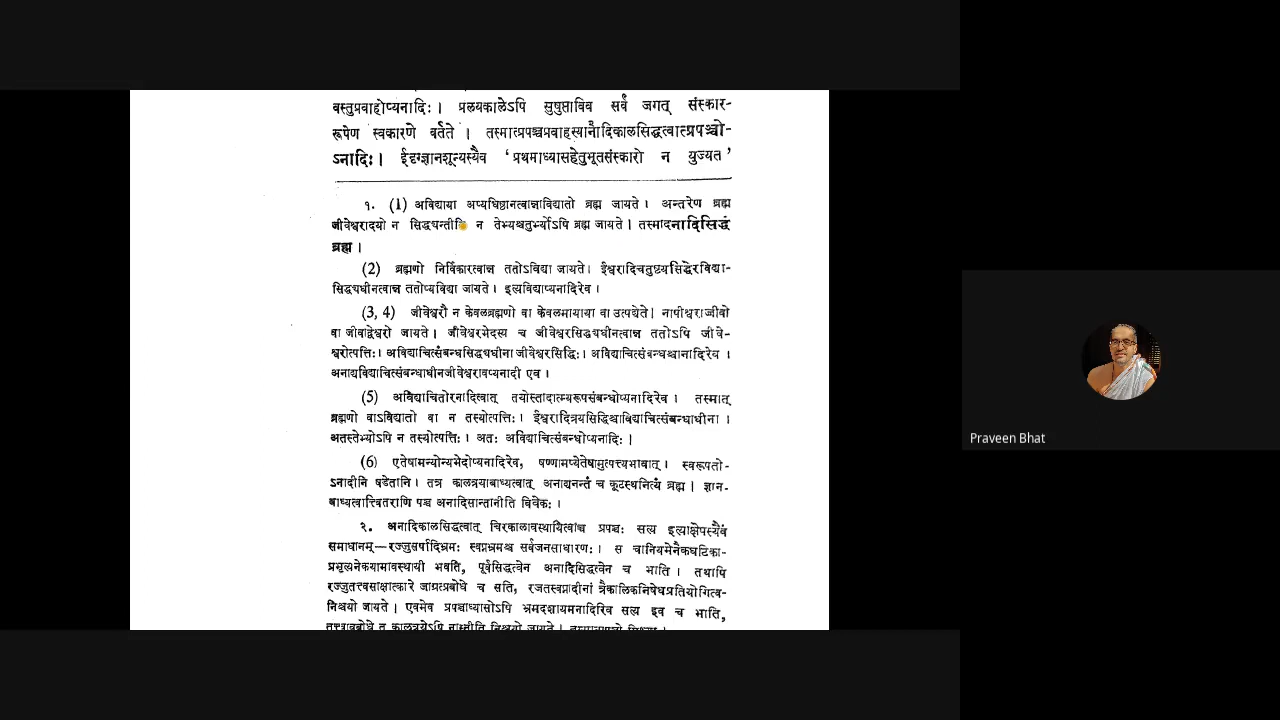 वस्तुप्रवाहोप्यनादिः। प्रलयकालेऽपि सुषुप्ताविव सर्वं जगत् संस्कार-
रूपेण स्वकारणे वर्तते । तस्मात्प्रपञ्चप्रवाहस्यानादिकालसिद्धत्वात्प्रपञ्चो-
ऽनादिः। ईदृग्ज्ञानशून्यस्यैव ‘प्रथमाध्यासहेतुभूतसंस्कारो न युज्यत’
१. (1) अविद्याया अप्यधिष्ठानत्वान्नाविद्यातो ब्रह्म जायते। अन्तरेण ब्रह्म
जीवेश्वरादयो न सिद्ध्यन्तीति न तेभ्यश्चतुर्भ्योऽपि ब्रह्म जायते। तस्मादनादिसिद्धं
ब्रह्म।
(2) ब्रह्मणो निर्विकारत्वान्न ततोऽविद्या जायते। ईश्वरादिचतुष्टयसिद्धेरविद्या-
सिद्ध्यधीनत्वान्न ततोप्यविद्या जायते। इत्यविद्याप्यनादिरेव।
(3, 4) जीवेश्वरौ न केवलब्रह्मणो वा केवलमायाया वा उत्पद्येते। नापीश्वराज्जीवो
वा जीवाद्वेश्वरो जायते। जीवेश्वरभेदस्य च जीवेश्वरसिद्ध्यधीनत्वान्न ततोऽपि जीवे-
श्वरोत्पत्तिः। अविद्याचित्संबन्धसिद्ध्यधीना जीवेश्वरसिद्धिः। अविद्याचित्संबन्धश्चानादिरेव ।
अनाद्यविद्याचित्संबन्धाधीनजीवेश्वरावप्यनादी एव।
(5) अविद्याचितोरनादित्वात् तयोस्तादात्म्यरूपसंबन्धोप्यनादिरेव । तस्मात्
ब्रह्मणो वाऽविद्यातो वा न तस्योत्पत्तिः। ईश्वरादित्रयसिद्धिश्चाविद्याचित्संबन्धाधीना।
अतस्तेभ्योऽपि न तस्योत्पत्तिः। अतः अविद्याचित्संबन्धोप्यनादिः।
(6) एतेषामन्योन्यभेदोप्यनादिरेव, षण्णामप्येतेषामुत्पत्त्यभावात्। स्वरूपतो-
ऽनादीनि षडेतानि। तत्र कालत्रयाबाध्यत्वात् अनाद्यनन्तं च कूटस्थनित्यं ब्रह्म। ज्ञान-
बाध्यत्वात्त्वितराणि पञ्च अनादिसान्तानीति विवेकः।
२. अनादिकालसिद्धत्वात् चिरकालावस्थायित्वाच्च प्रपञ्चः सत्य इत्याक्षेपस्यैवं
समाधानम्—रज्जुसर्पादिभ्रमः स्वप्नभ्रमश्च सर्वजनसाधारणः। स चानियमेनैकघटिका-
प्रभृत्यनेकयामावस्थायी भवति, पूर्वसिद्धत्वेन अनादिसिद्धत्वेन च भाति। तथापि
रज्जुतत्त्वसाक्षात्कारे जाग्रत्प्रबोधे च सति, रजतस्वप्नादीनां त्रैकालिकनिषेधप्रतियोगित्व-
निश्चयो जायते। एवमेव प्रपञ्चाध्यासोऽपि भ्रमदशायामनादिरिव सत्य इव च भाति,
तत्त्वावबोधे तु कालत्रयेऽपि नास्तीति निश्चयो जायते।
Praveen Bhat